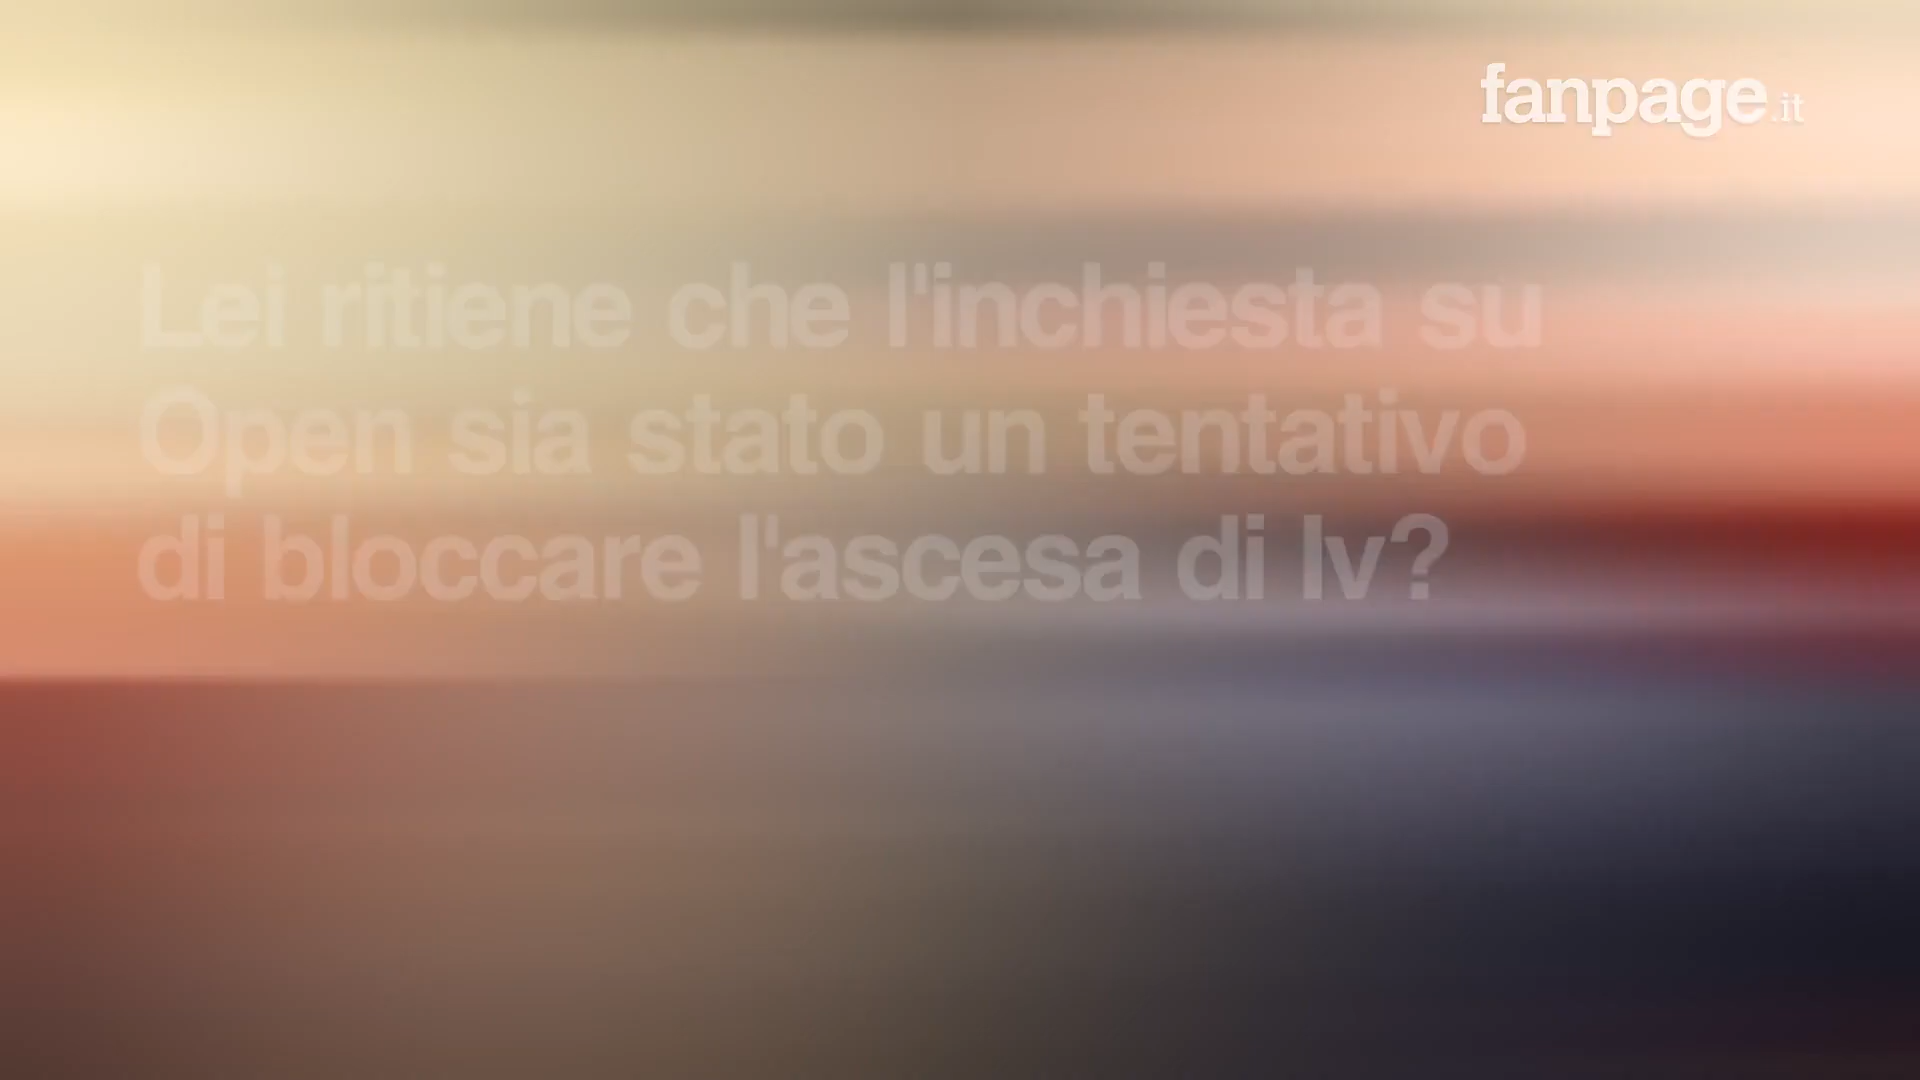 fanpage.it
Lei ritiene che l'inchiesta su
Open sia stato un tentativo
di bloccare l'ascesa di Iv?